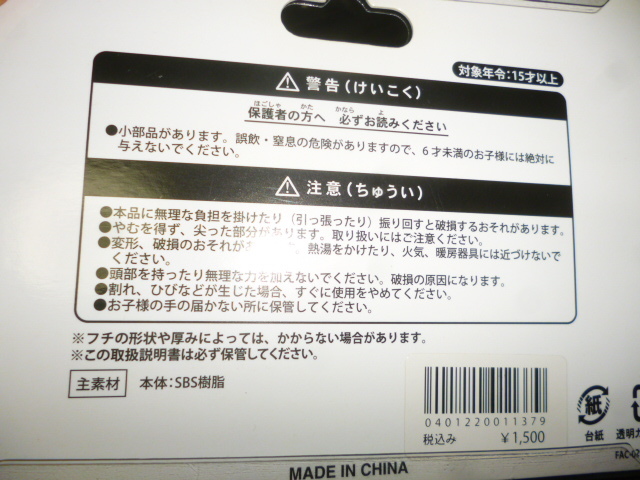 対象年令:15才以上
⚠ 警告(けいこく)
はごしゃ かた かなら よ
保護者の方へ 必ずお読みください
●小部品があります。誤飲・窒息の危険がありますので、6才未満のお子様には絶対に
与えないでください。
⚠ 注意(ちゅうい)
●本品に無理な負担を掛けたり(引っ張ったり)振り回すと破損するおそれがあります。
●やむを得ず、尖った部分があります。取り扱いにはご注意ください。
●変形、破損のおそれがあ 、熱湯をかけたり、火気、暖房器具には近づけないで
ください。
●頭部を持ったり無理な力を加えないでください。破損の原因になります。
●割れ、ひびなどが生じた場合、すぐに使用をやめてください。
●お子様の手の届かない所に保管してください。
※フチの形状や厚みによっては、かからない場合があります。
※この取扱説明書は必ず保管してください。
主素材 本体:SBS樹脂
0401220011379
税込み ¥1,500
紙
台紙
透明
FAC-
MADE IN CHINA